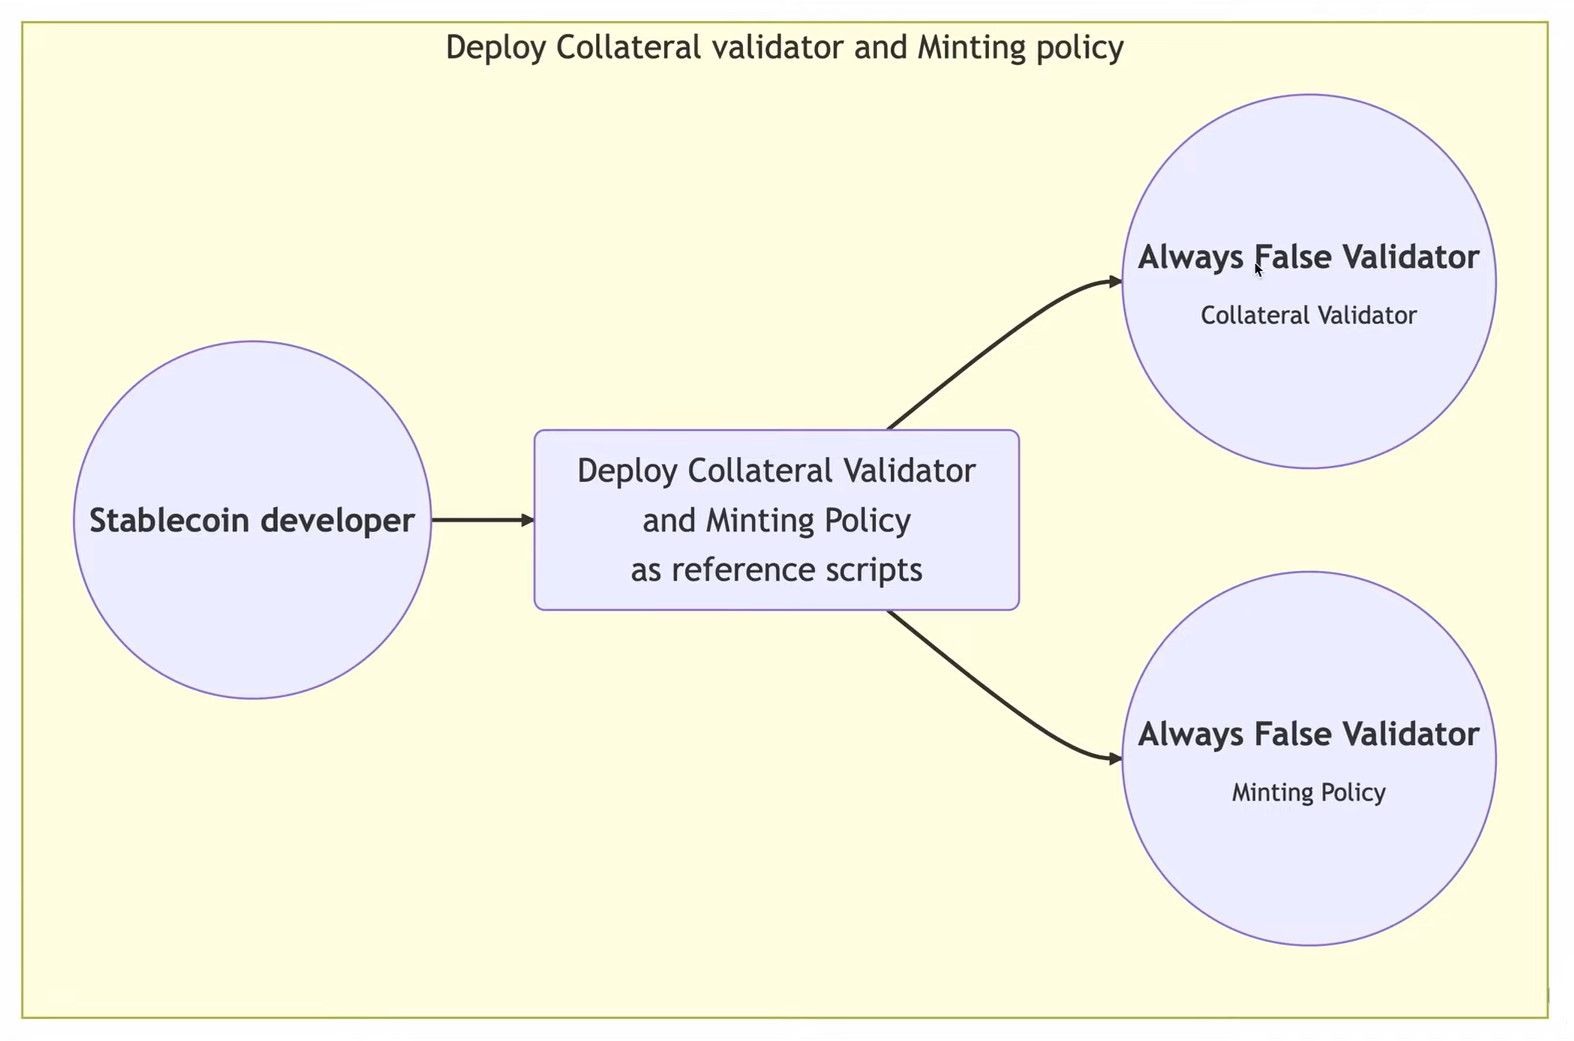 Deploy Collateral validator and Minting policy
Always False Validator
Collateral Validator
Stablecoin developer
Deploy Collateral Validator
and Minting Policy
as reference scripts
Always False Validator
Minting Policy